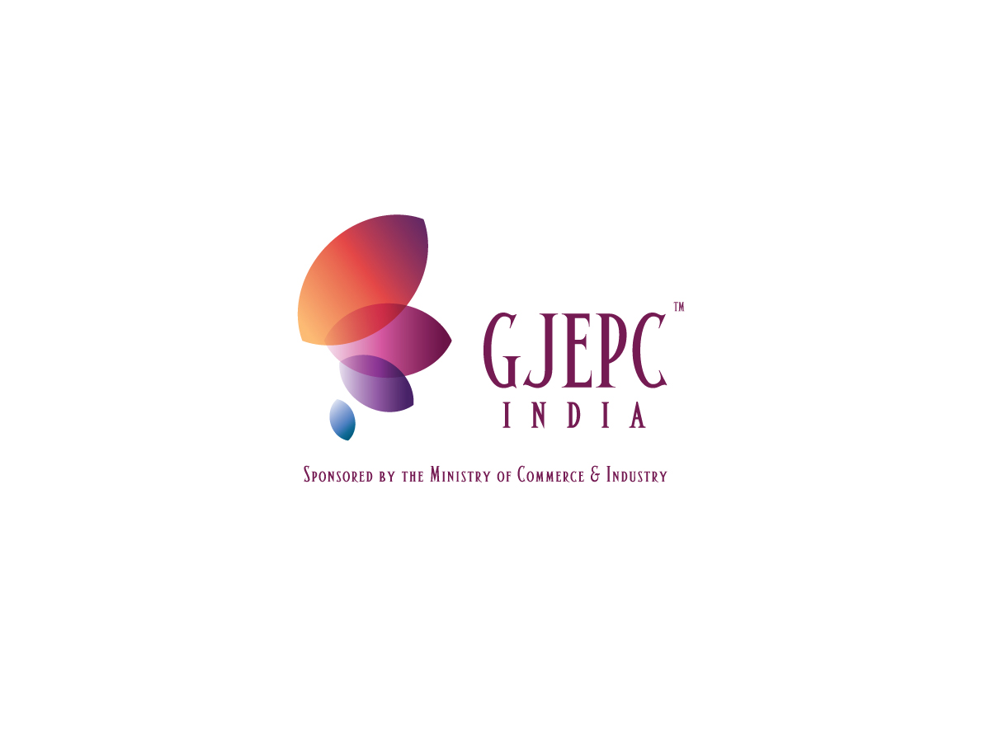 GJEPC™
INDIA
Sponsored by the Ministry of Commerce & Industry